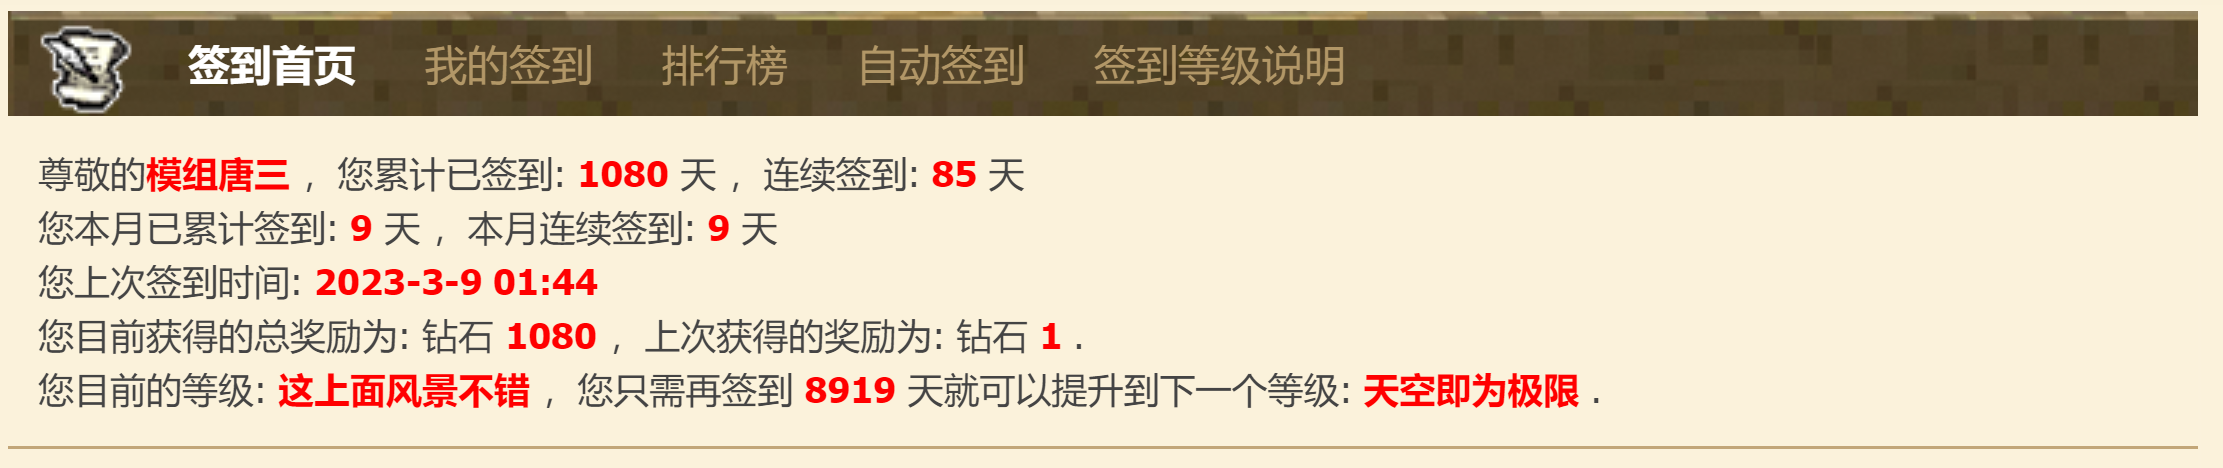 签到首页 我的签到 排行榜 自动签到 签到等级说明
尊敬的模组唐三 ，您累计已签到: 1080 天 ，连续签到: 85 天
您本月已累计签到: 9 天 ，本月连续签到: 9 天
您上次签到时间: 2023-3-9 01:44
您目前获得的总奖励为: 钻石 1080 ，上次获得的奖励为: 钻石 1 .
您目前的等级: 这上面风景不错 ，您只需再签到 8919 天就可以提升到下一个等级: 天空即为极限 .